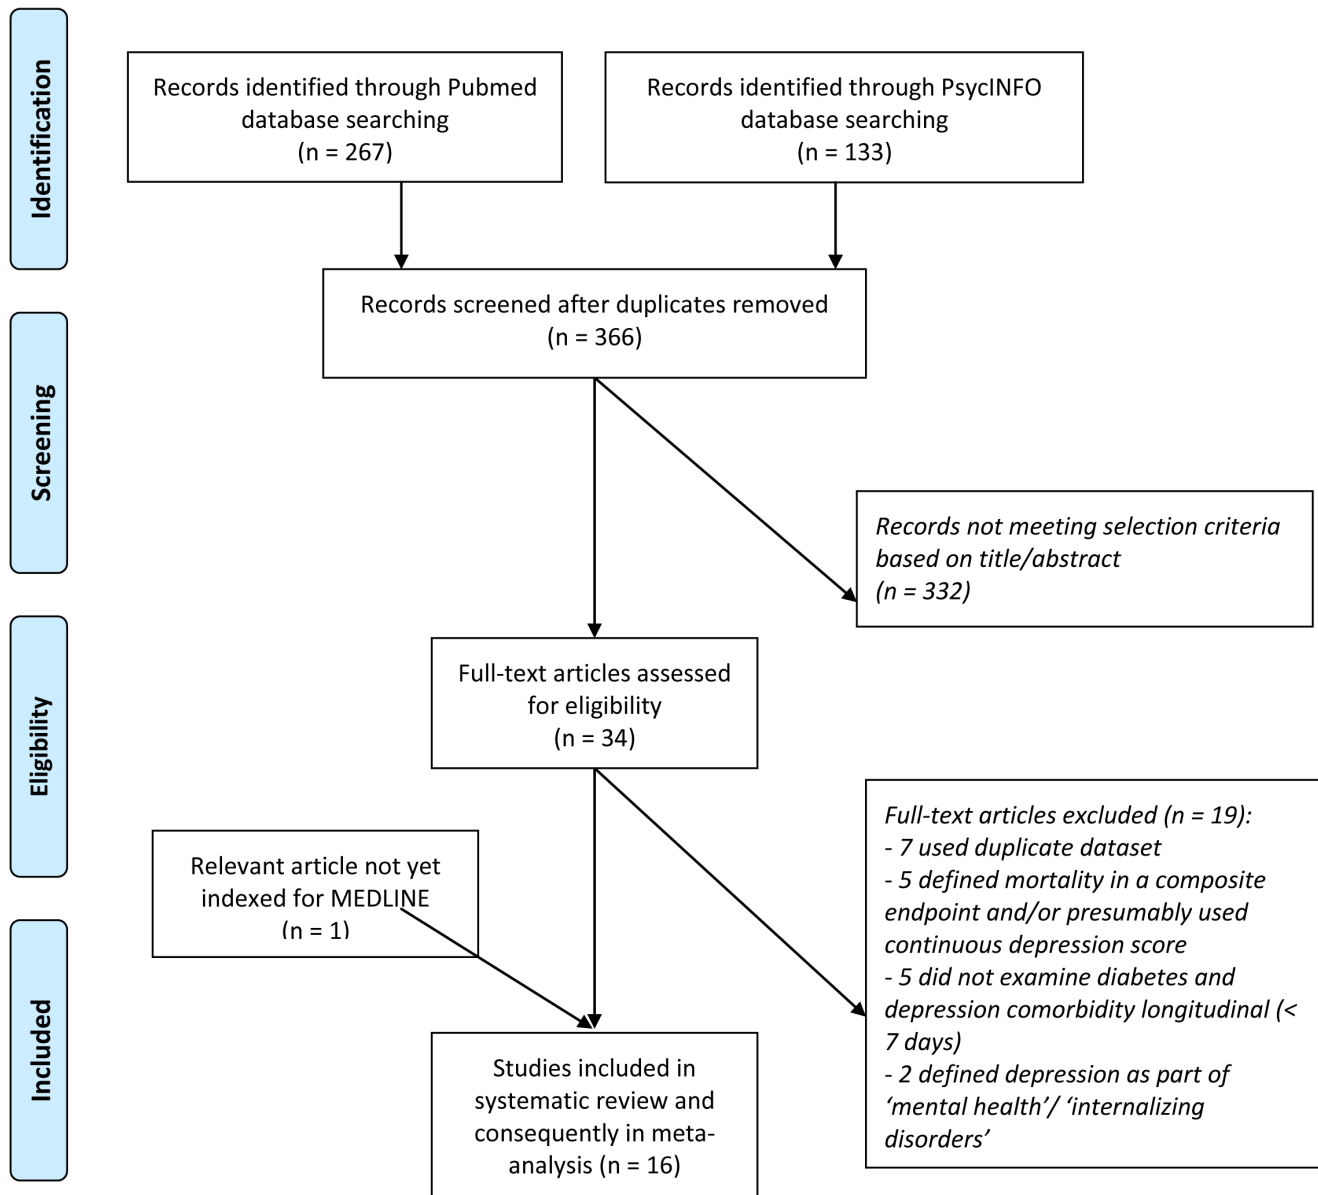 Identification
Records identified through Pubmed
database searching
(n = 267)
Records identified through PsycINFO
database searching
(n = 133)
Records screened after duplicates removed
(n = 366)
Screening
Records not meeting selection criteria
based on title/abstract
(n = 332)
Eligibility
Full-text articles assessed
for eligibility
(n = 34)
Full-text articles excluded (n = 19):
- 7 used duplicate dataset
- 5 defined mortality in a composite
endpoint and/or presumably used
continuous depression score
- 5 did not examine diabetes and
depression comorbidity longitudinal (<
7 days)
- 2 defined depression as part of
‘mental health’/ ‘internalizing
disorders’
Relevant article not yet
indexed for MEDLINE
(n = 1)
Included
Studies included in
systematic review and
consequently in meta-
analysis (n = 16)